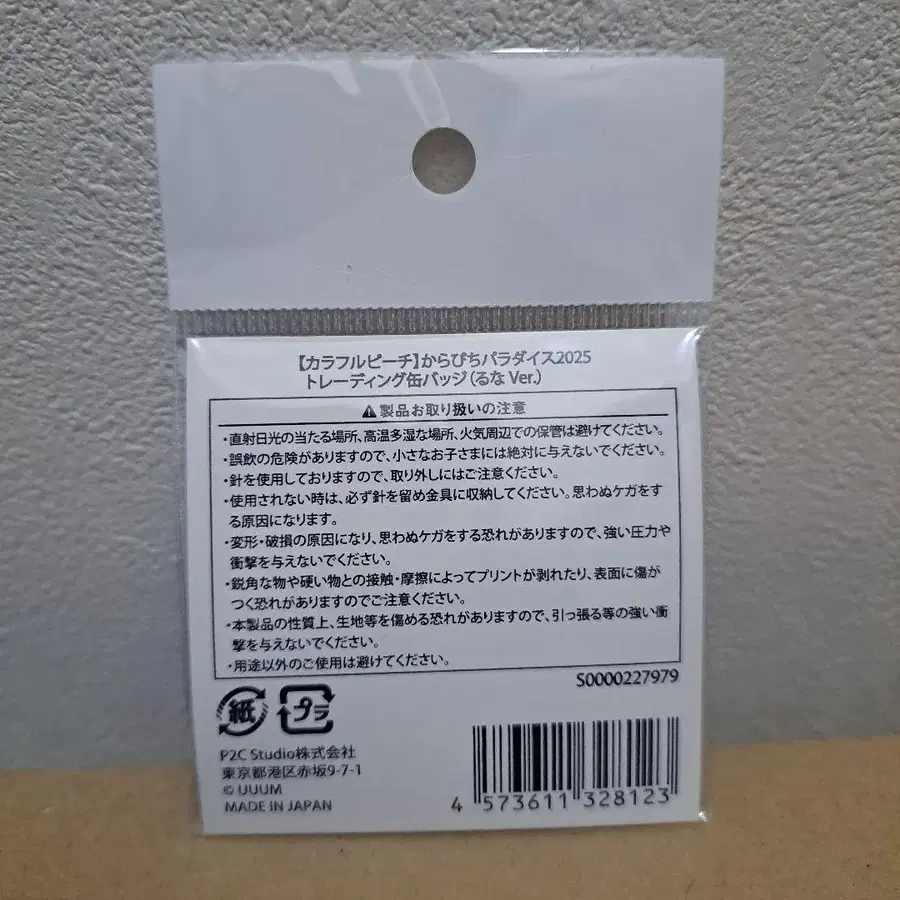 【カラフルピーチ】からぴちパラダイス2025
トレーディング缶バッジ(るな Ver.)
⚠製品お取り扱いの注意
・直射日光の当たる場所、高温多湿な場所、火気周辺での保管は避けてください。
・誤飲の危険がありますので、小さなお子さまには絶対に与えないでください。
・針を使用しておりますので、取り外しにはご注意ください。
・使用されない時は、必ず針を留め金具に収納してください。思わぬケガをす
る原因になります。
・変形・破損の原因になり、思わぬケガをする恐れがありますので、強い圧力や
衝撃を与えないでください。
・鋭角な物や硬い物との接触・摩擦によってプリントが剥れたり、表面に傷が
つく恐れがありますのでご注意ください。
・本製品の性質上、生地等を傷める恐れがありますので、引っ張る等の強い衝
撃を与えないでください。
・用途以外のご使用は避けてください。
S0000227979
紙 プラ
P2C Studio株式会社
東京都港区赤坂9-7-1
© UUUM
MADE IN JAPAN
4 573611 328123